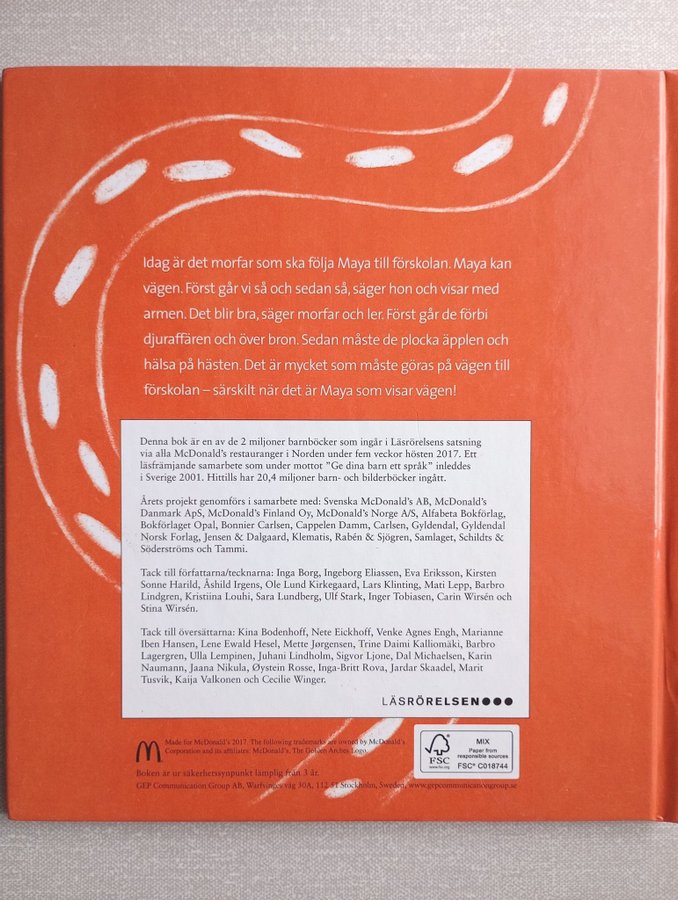 Idag är det morfar som ska följa Maya till förskolan. Maya kan
vägen. Först går vi så och sedan så, säger hon och visar med
armen. Det blir bra, säger morfar och ler. Först går de förbi
djuraffären och över bron. Sedan måste de plocka äpplen och
hälsa på hästen. Det är mycket som måste göras på vägen till
förskolan – särskilt när det är Maya som visar vägen!
Denna bok är en av de 2 miljoner barnböcker som ingår i Läsrörelsens satsning
via alla McDonald's restauranger i Norden under fem veckor hösten 2017. Ett
läsfrämjande samarbete som under mottot "Ge dina barn ett språk" inleddes
i Sverige 2001. Hittills har 20,4 miljoner barn- och bilderböcker ingått.
Årets projekt genomförs i samarbete med: Svenska McDonald's AB, McDonald's
Danmark ApS, McDonald's Finland Oy, McDonald's Norge A/S, Alfabeta Bokförlag,
Bokförlaget Opal, Bonnier Carlsen, Cappelen Damm, Carlsen, Gyldendal, Gyldendal
Norsk Forlag, Jensen & Dalgaard, Klematis, Rabén & Sjögren, Samlaget, Schildts &
Söderströms och Tammi.
Tack till författarna/tecknarna: Inga Borg, Ingeborg Eliassen, Eva Eriksson, Kirsten
Sonne Harild, Åshild Irgens, Ole Lund Kirkegaard, Lars Klinting, Mati Lepp, Barbro
Lindgren, Kristiina Louhi, Sara Lundberg, Ulf Stark, Inger Tobiasen, Carin Wirsén och
Stina Wirsén.
Tack till översättarna: Kina Bodenhoff, Nete Eickhoff, Venke Agnes Engh, Marianne
Iben Hansen, Lene Ewald Hesel, Mette Jørgensen, Trine Daimi Kalliomäki, Barbro
Lagergren, Ulla Lempinen, Juhani Lindholm, Sigvor Ljone, Dal Michaelsen, Karin
Naumann, Jaana Nikula, Øystein Rosse, Inga-Britt Rova, Jardar Skaadel, Marit
Tusvik, Kaija Valkonen och Cecilie Winger.
LÄSRÖRELSEN
Made for McDonald's 2017. The following trademarks are owned by McDonald's
Corporation and its affiliates: McDonald's, The Golden Arches Logo.
Boken är ur säkerhetssynpunkt lämplig från 3 år.
GEP Communication Group AB, Warfvinges väg 30A, 112 51 Stockholm, Sweden, www.gepcommunicationgroup.se
FSC
www.fsc.org
MIX
Paper from
responsible sources
FSC® C018744